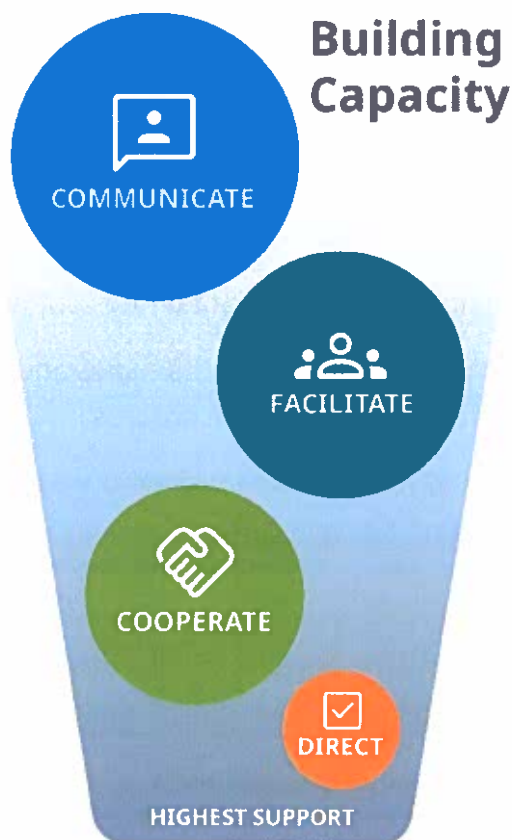 Building
Capacity
COMMUNICATE
FACILITATE
COOPERATE
DIRECT
HIGHEST SUPPORT